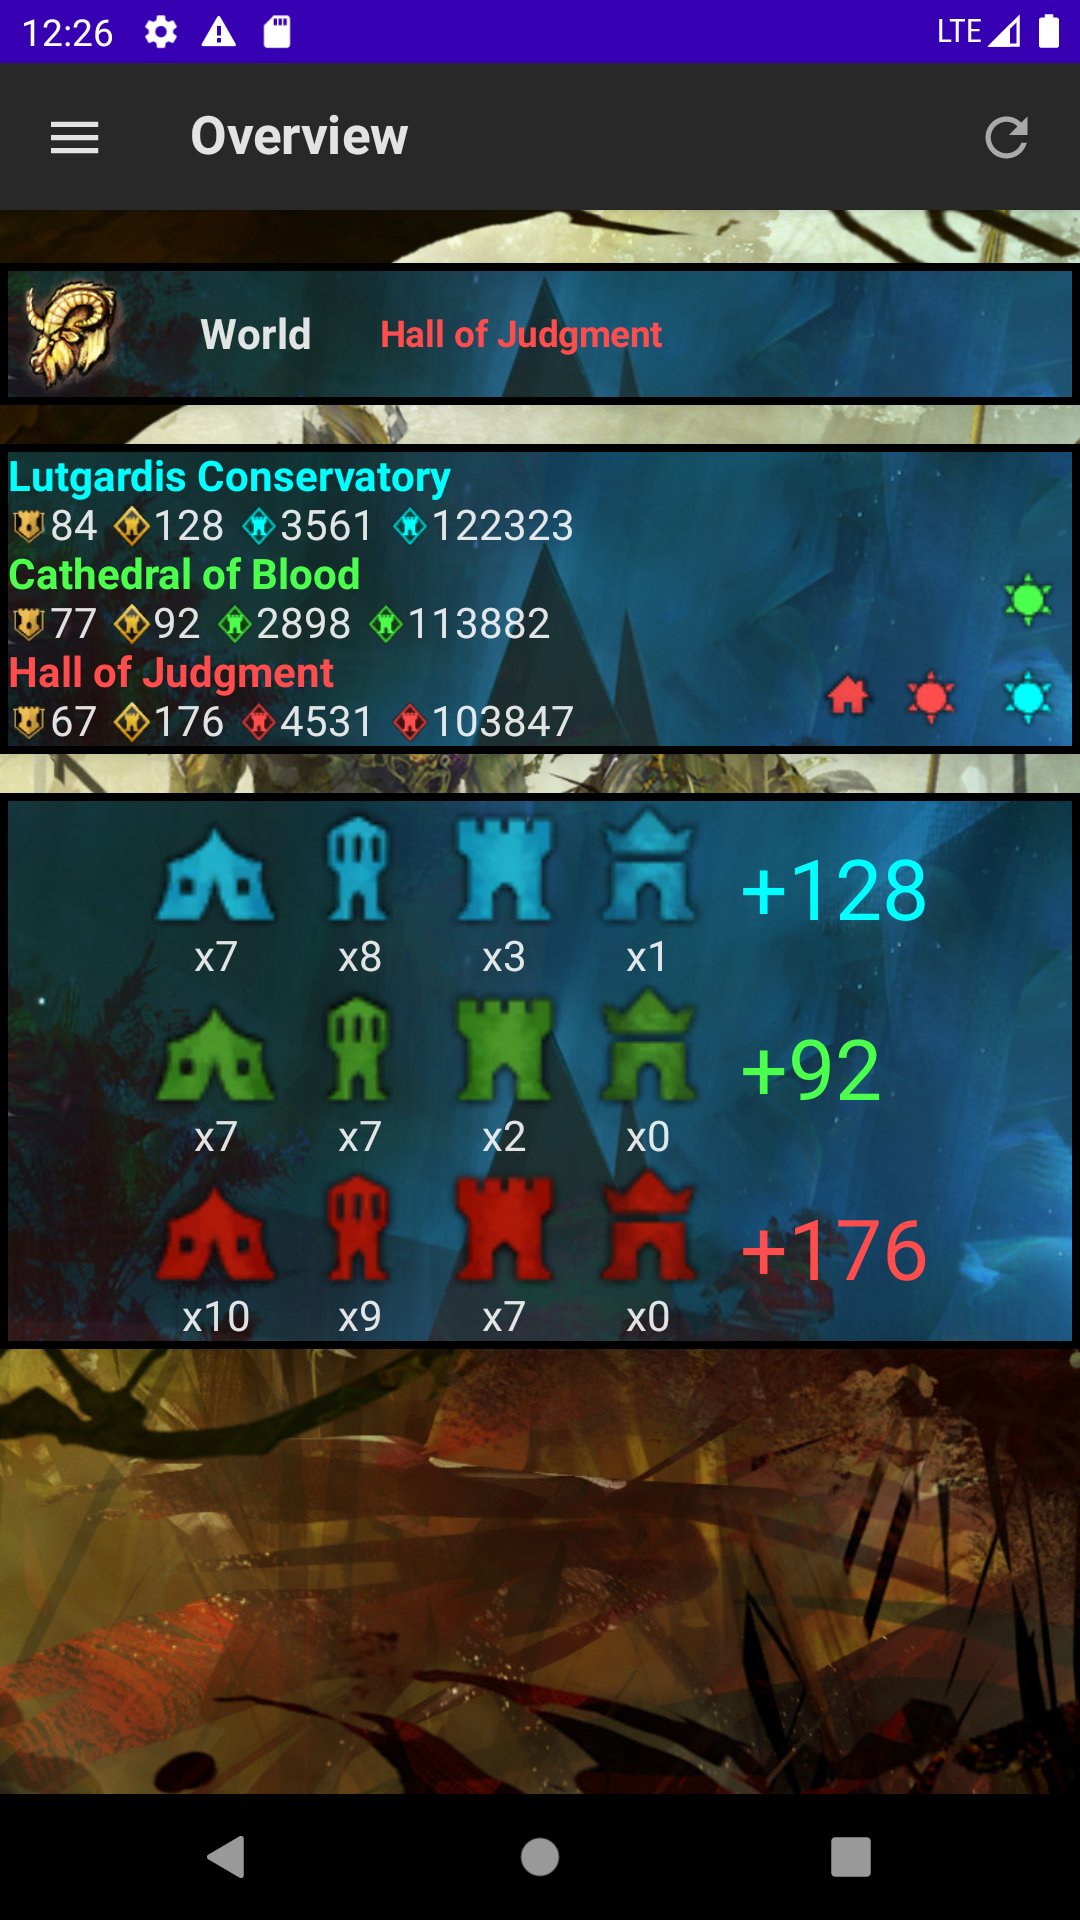 12:26 LTE
Overview
World Hall of Judgment
Lutgardis Conservatory
84 128 3561 122323
Cathedral of Blood
77 92 2898 113882
Hall of Judgment
67 176 4531 103847
+128
x7 x8 x3 x1
+92
x7 x7 x2 x0
+176
x10 x9 x7 x0